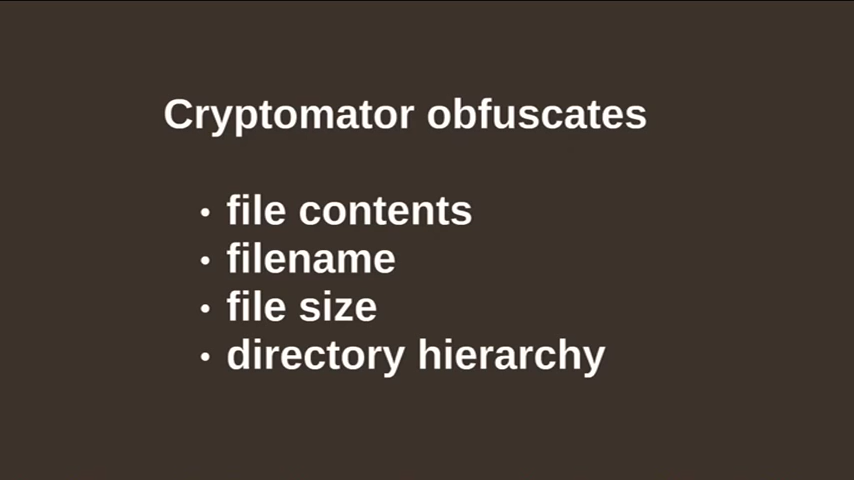 Cryptomator obfuscates
• file contents
• filename
• file size
• directory hierarchy